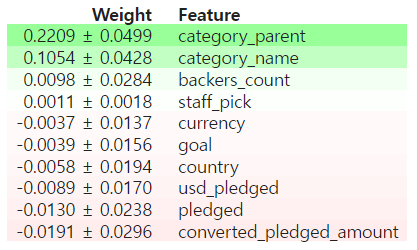 Weight Feature
0.2209 ± 0.0499 category_parent
0.1054 ± 0.0428 category_name
0.0098 ± 0.0284 backers_count
0.0011 ± 0.0018 staff_pick
-0.0037 ± 0.0137 currency
-0.0039 ± 0.0156 goal
-0.0058 ± 0.0194 country
-0.0089 ± 0.0170 usd_pledged
-0.0130 ± 0.0238 pledged
-0.0191 ± 0.0296 converted_pledged_amount